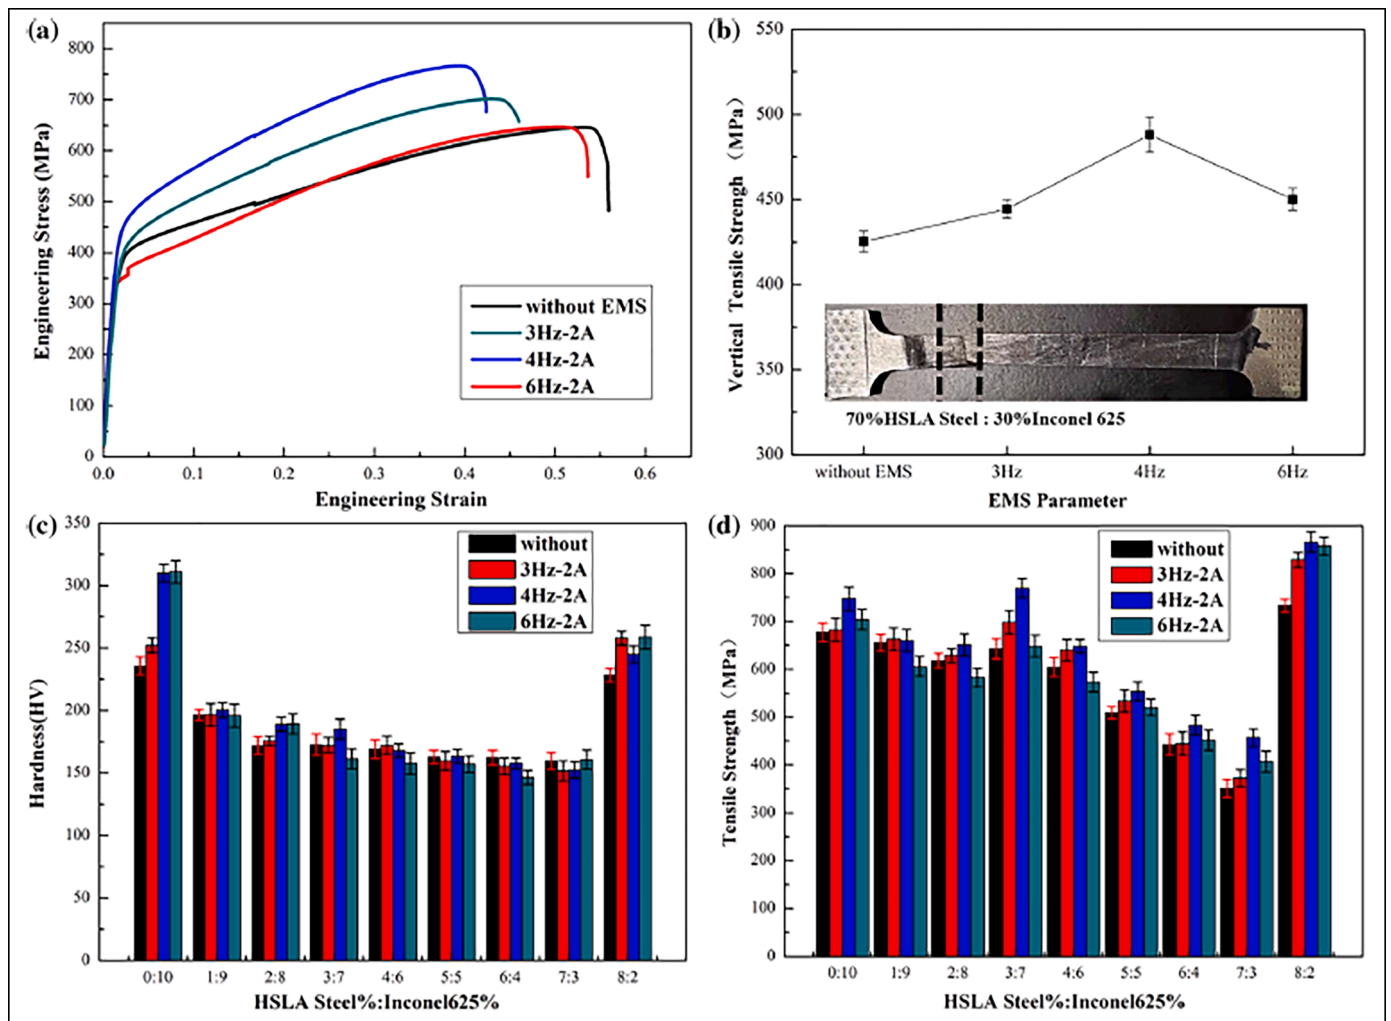 (a)
800
700
600
500
400
300
200
100
0
Engineering Stress (MPa)
without EMS
3Hz-2A
4Hz-2A
6Hz-2A
0.0 0.1 0.2 0.3 0.4 0.5 0.6
Engineering Strain
(b)
550
500
450
400
350
300
Vertical Tensile Strengh (MPa)
70%HSLA Steel : 30%Inconel 625
without EMS 3Hz 4Hz 6Hz
EMS Parameter
(c)
350
300
250
200
150
100
50
0
Hardness(HV)
without
3Hz-2A
4Hz-2A
6Hz-2A
0:10 1:9 2:8 3:7 4:6 5:5 6:4 7:3 8:2
HSLA Steel%:Inconel625%
(d)
900
800
700
600
500
400
300
200
100
0
Tensile Strength (MPa)
without
3Hz-2A
4Hz-2A
6Hz-2A
0:10 1:9 2:8 3:7 4:6 5:5 6:4 7:3 8:2
HSLA Steel%:Inconel625%